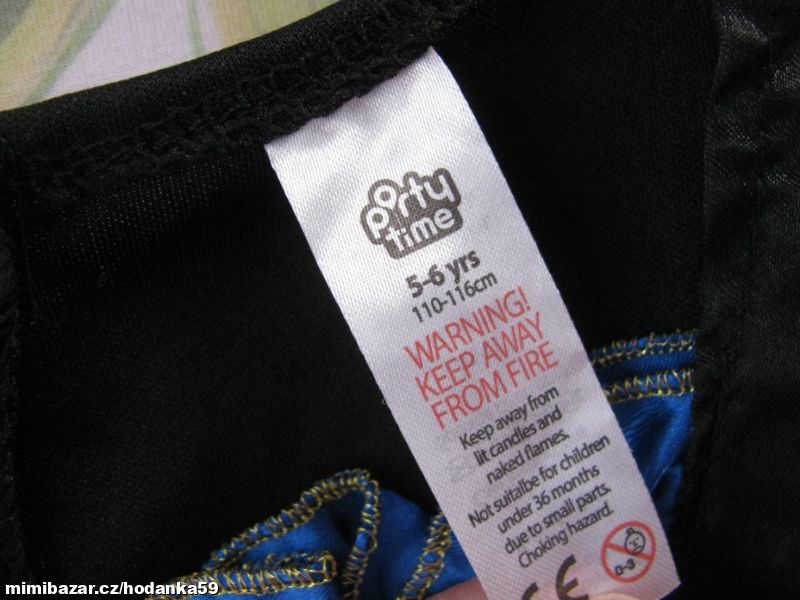 party
time
5-6 yrs
110-116cm
WARNING!
KEEP AWAY
FROM FIRE
Keep away from
lit candles and
naked flames.
Not suitalbe for children
under 36 months
due to small parts.
Choking hazard.
0-3
CE
mimibazar.cz/hodanka59